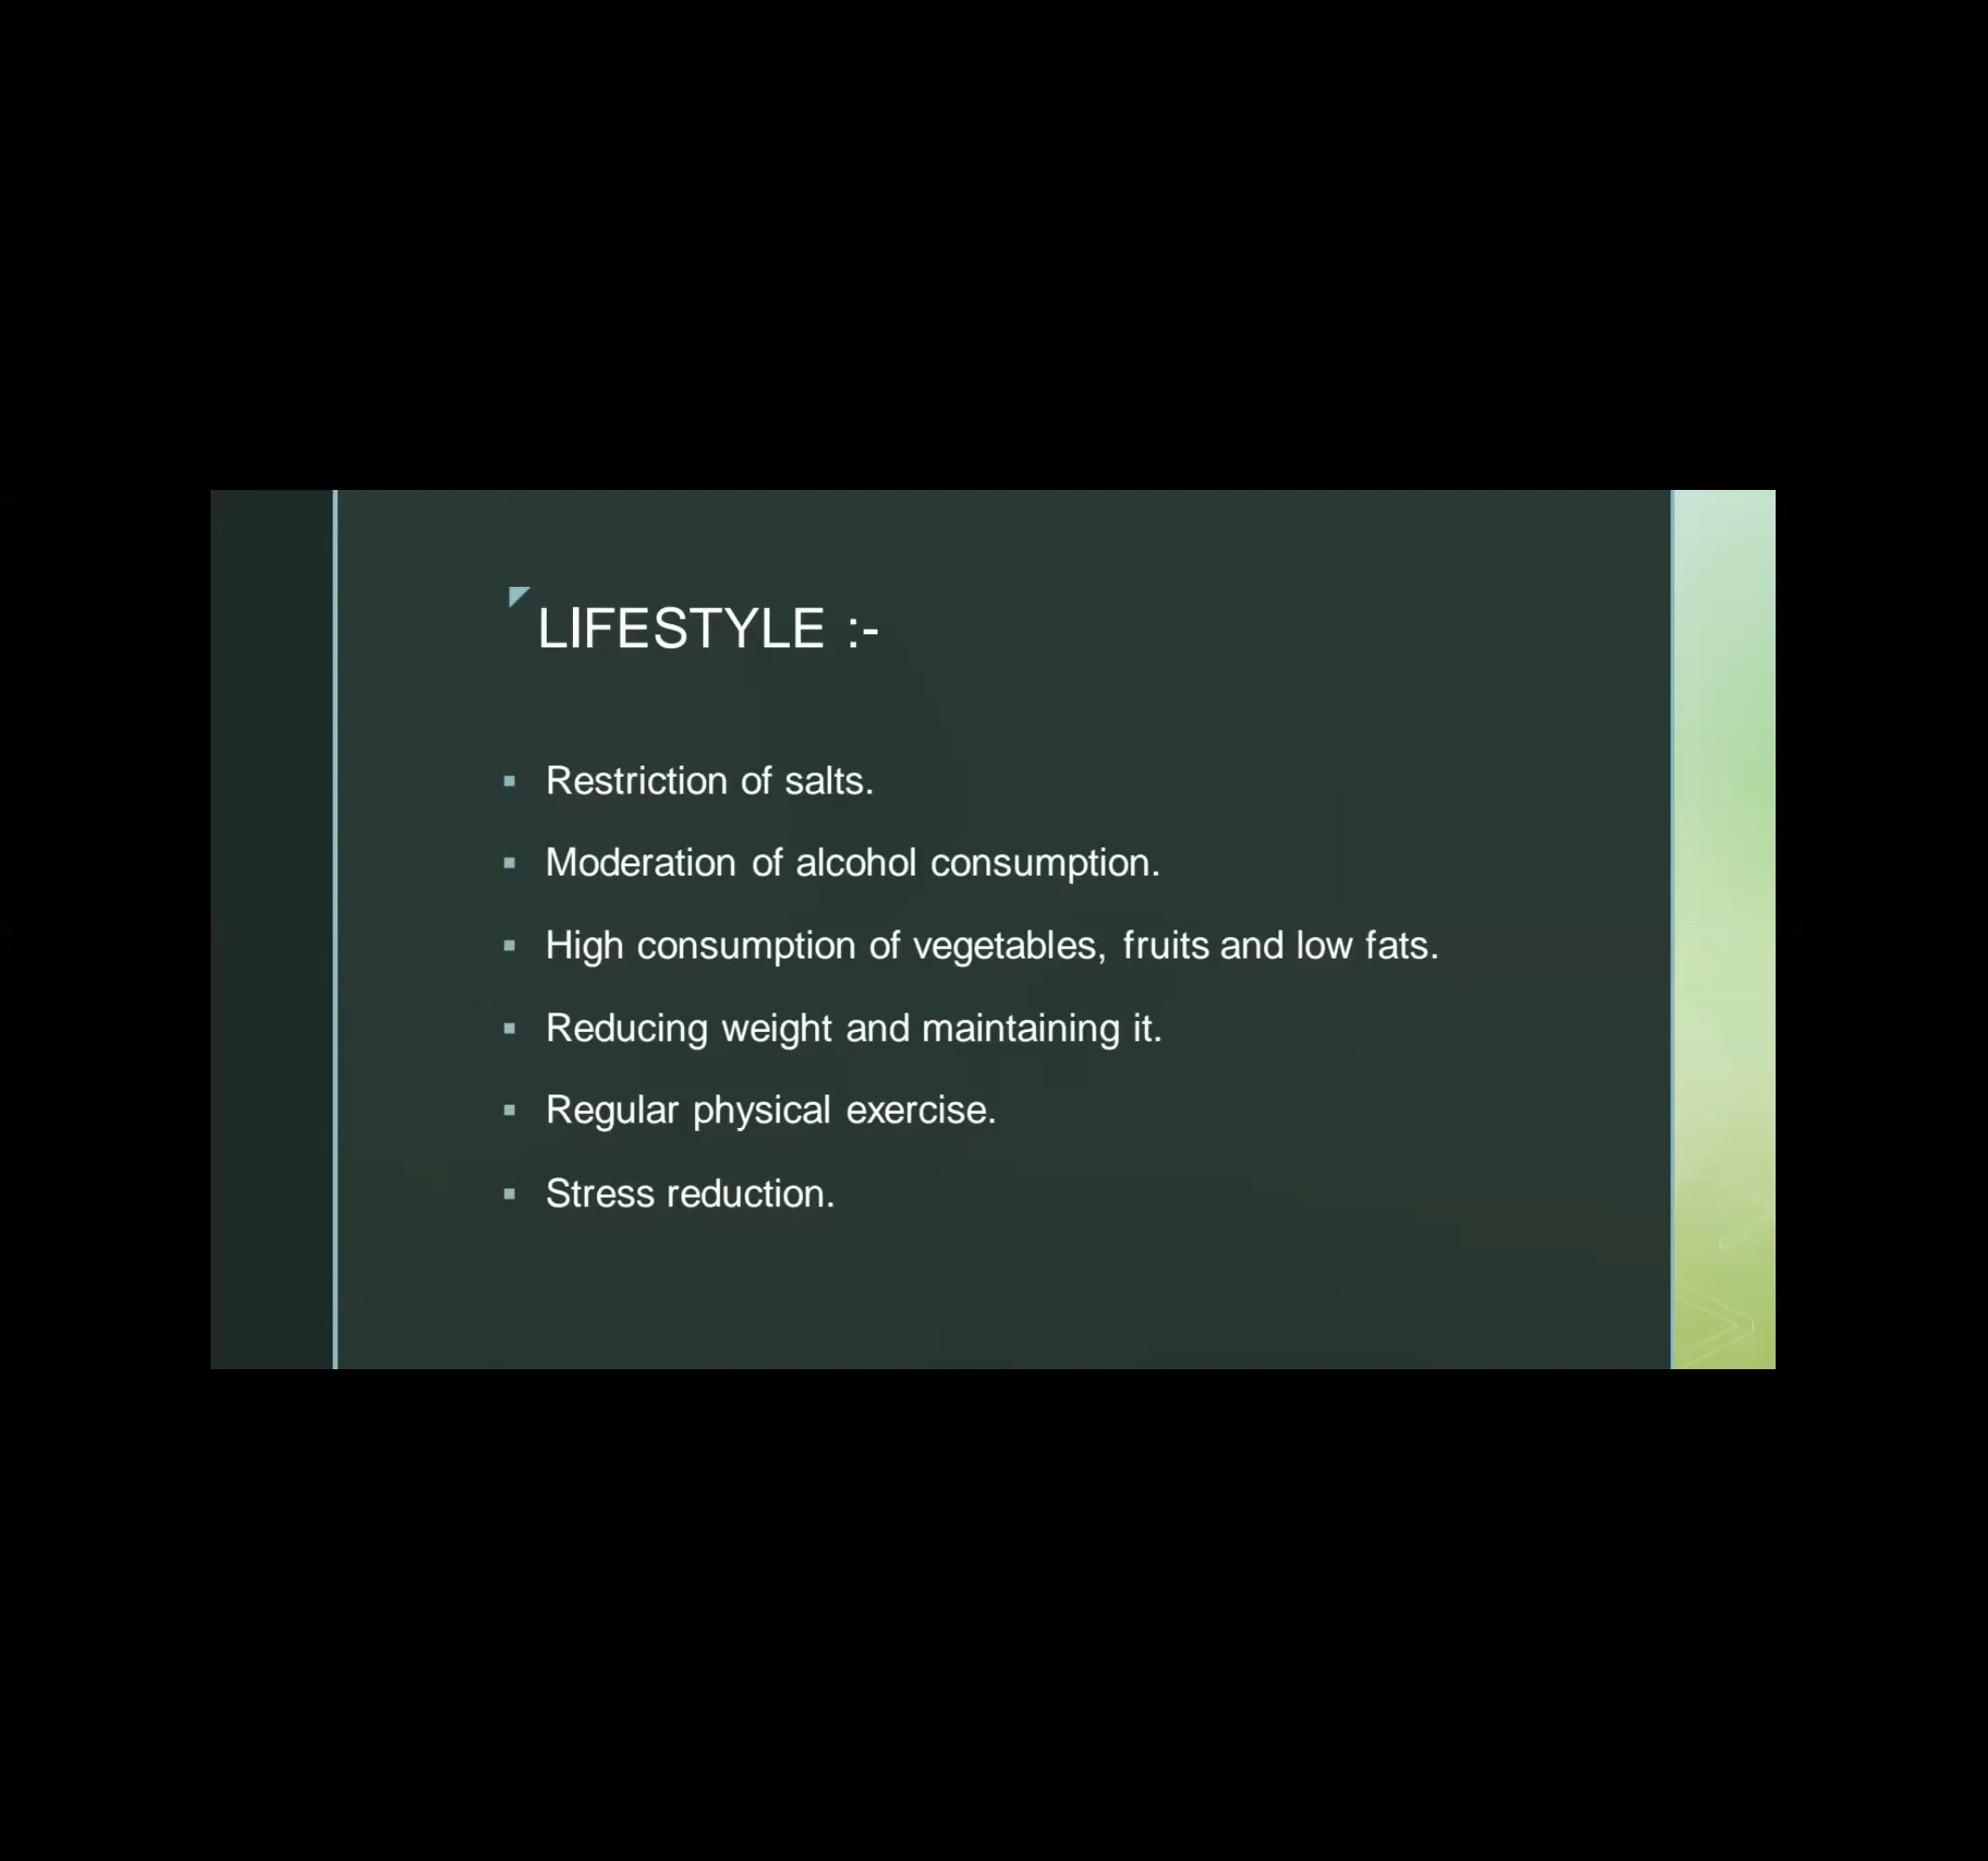 LIFESTYLE :-
Restriction of salts.
Moderation of alcohol consumption.
High consumption of vegetables, fruits and low fats.
Reducing weight and maintaining it.
Regular physical exercise.
Stress reduction.